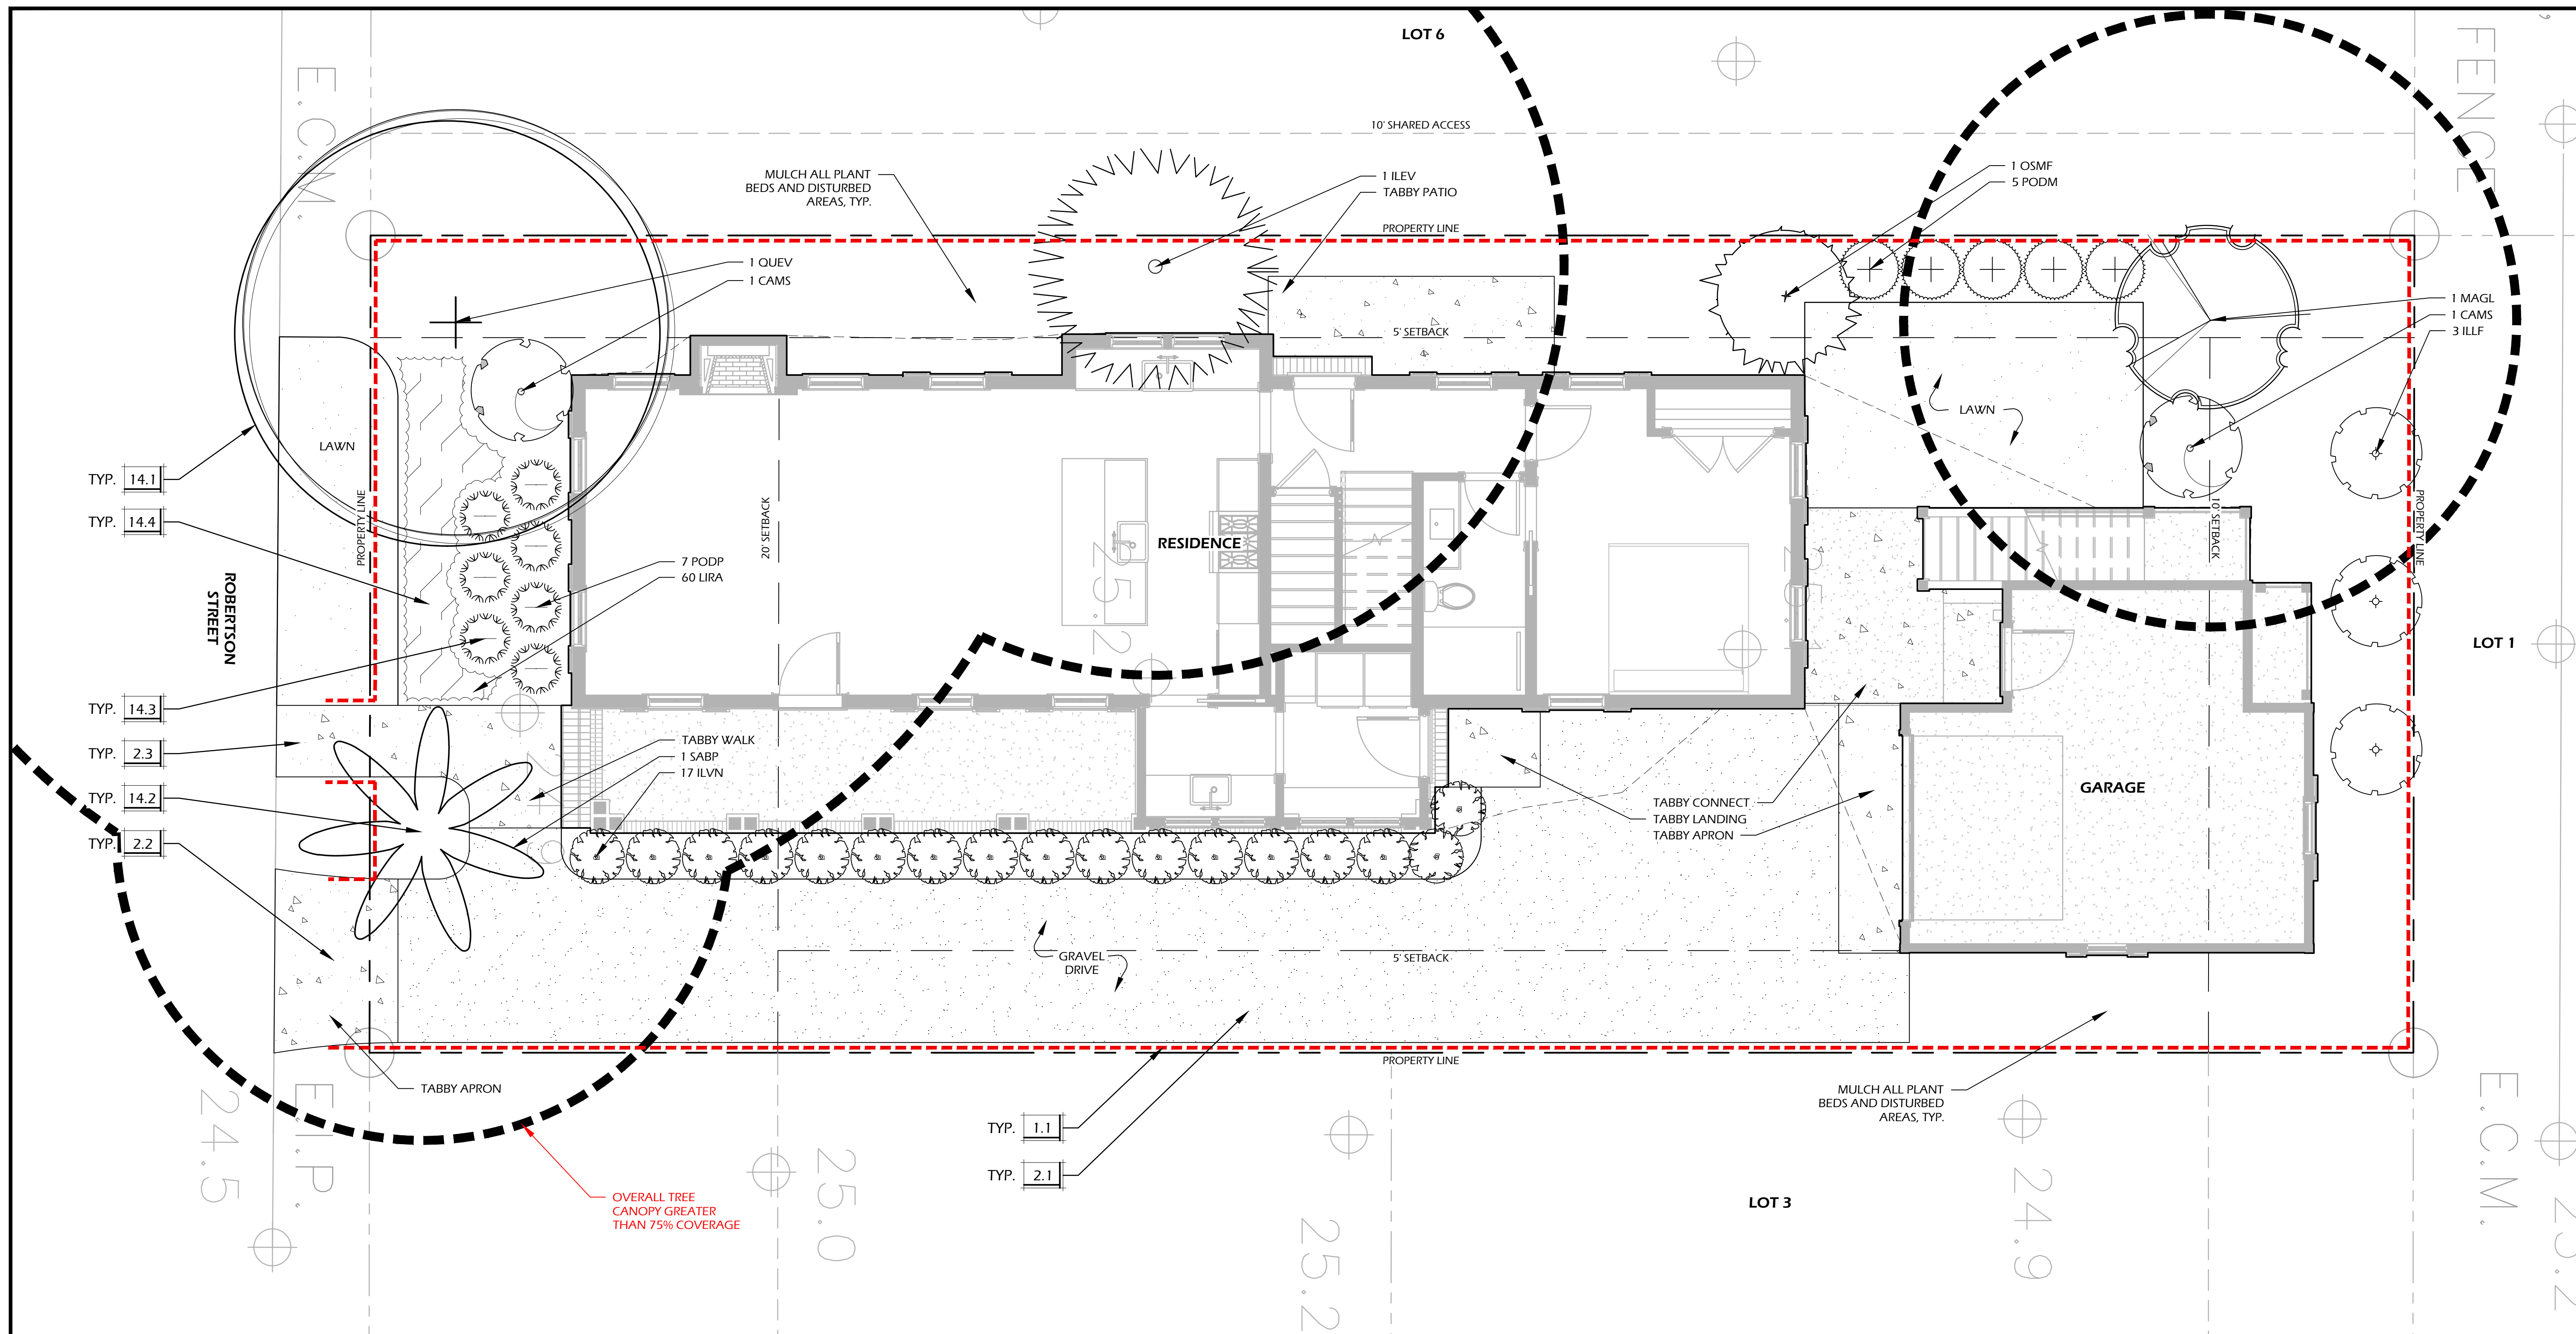 LOT 6
FENCE
E.C.M.
10' SHARED ACCESS
MULCH ALL PLANT
BEDS AND DISTURBED
AREAS, TYP.
1 ILEV
TABBY PATIO
1 OSMF
5 PODM
PROPERTY LINE
1 QUEV
1 CAMS
5' SETBACK
1 MAGL
1 CAMS
3 ILLF
LAWN
LAWN
TYP. 14.1
TYP. 14.4
PROPERTY LINE
20' SETBACK
10' SETBACK
PROPERTY LINE
RESIDENCE
25.2
7 PODP
60 LIRA
ROBERTSON
STREET
LOT 1
TYP. 14.3
TYP. 2.3
TYP. 14.2
TYP. 2.2
TABBY WALK
1 SABP
17 ILVN
GARAGE
TABBY CONNECT
TABBY LANDING
TABBY APRON
GRAVEL
DRIVE
5' SETBACK
PROPERTY LINE
TABBY APRON
MULCH ALL PLANT
BEDS AND DISTURBED
AREAS, TYP.
TYP. 1.1
TYP. 2.1
E.I.P.
E.C.M.
24.5
25.0
25.2
24.9
OVERALL TREE
CANOPY GREATER
THAN 75% COVERAGE
LOT 3